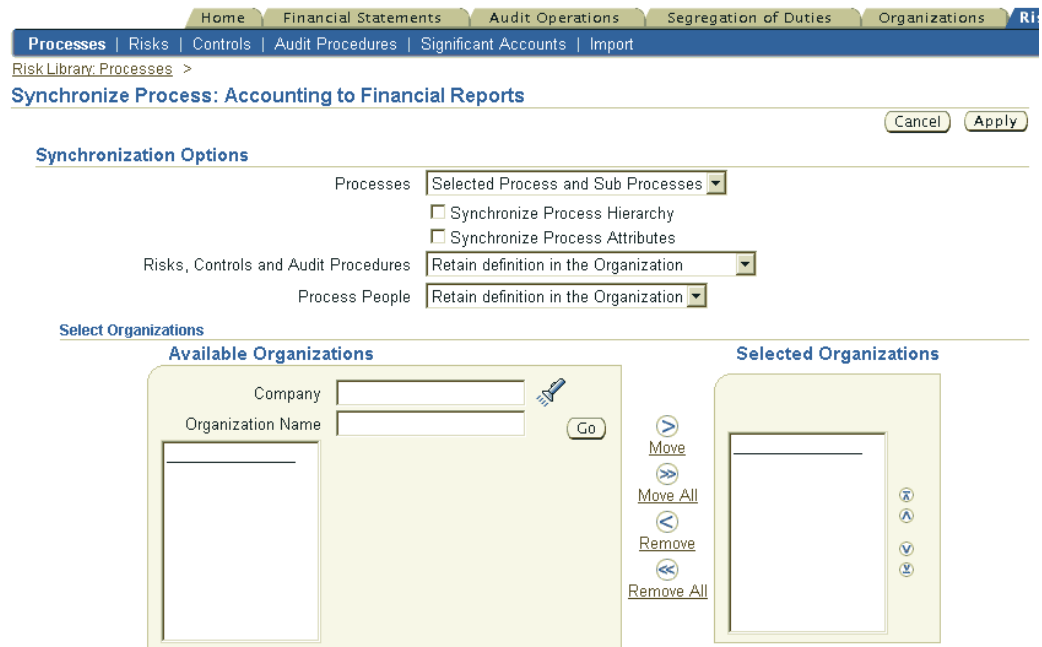 Home Financial Statements Audit Operations Segregation of Duties Organizations
Processes | Risks | Controls | Audit Procedures | Significant Accounts | Import
Risk Library: Processes >
Synchronize Process: Accounting to Financial Reports
Cancel Apply
Synchronization Options
Processes Selected Process and Sub Processes
Synchronize Process Hierarchy
Synchronize Process Attributes
Risks, Controls and Audit Procedures Retain definition in the Organization
Process People Retain definition in the Organization
Select Organizations
Available Organizations Selected Organizations
Company
Organization Name Go
Move
Move All
Remove
Remove All